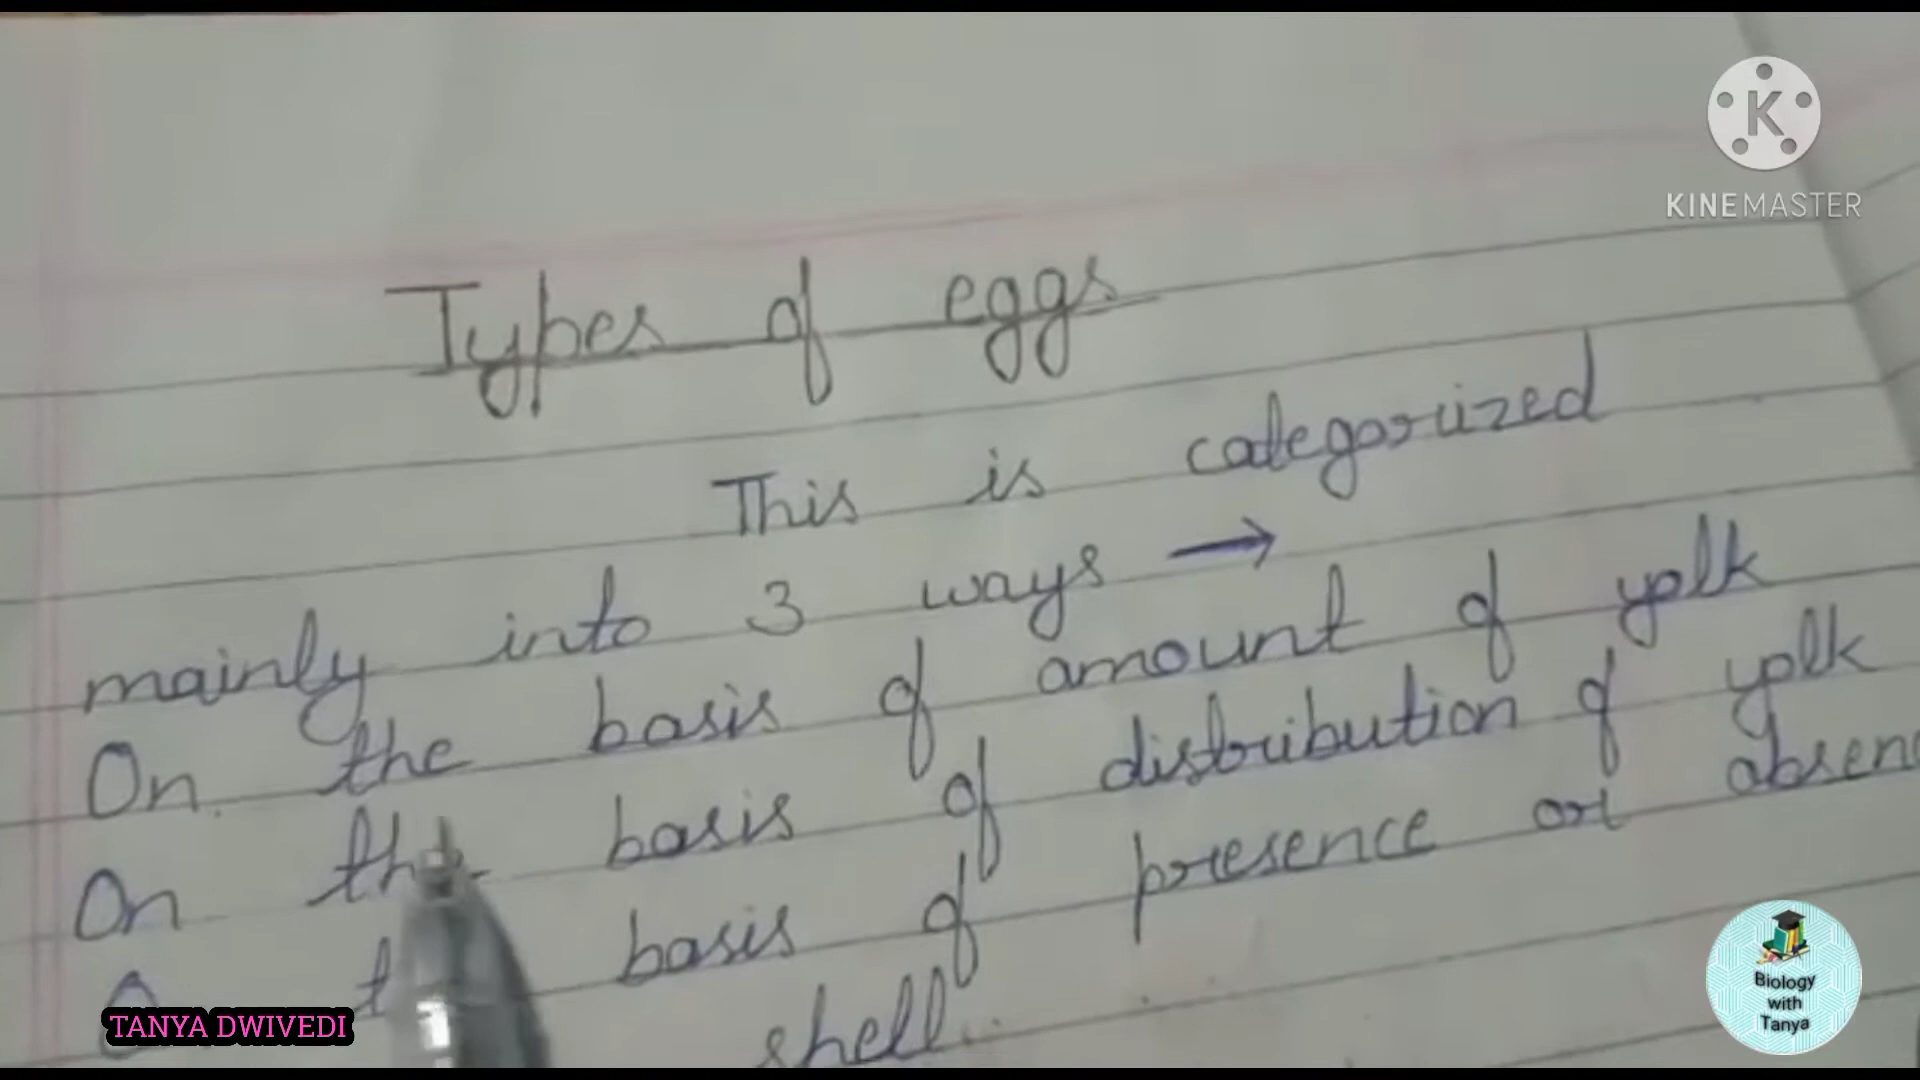 K
KINEMASTER
Types of eggs
This is categorized
mainly into 3 ways →
On the basis of amount of yolk
On the basis of distribution of yolk
basis of presence or absen
shell.
TANYA DWIVEDI
Biology
with
Tanya